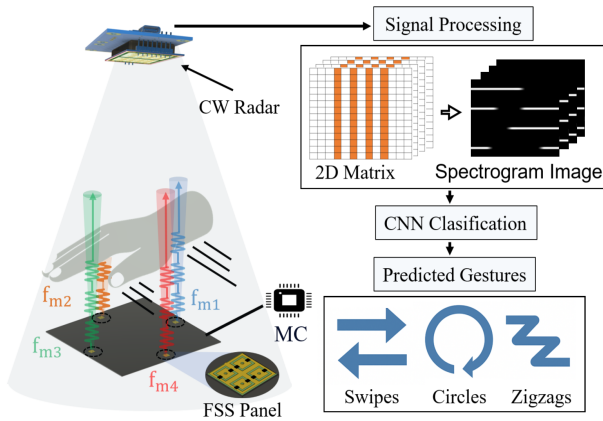 Signal Processing
CW Radar
2D Matrix
Spectrogram Image
CNN Clasification
Predicted Gestures
fm2
fm1
fm3
fm4
MC
FSS Panel
Swipes
Circles
Zigzags